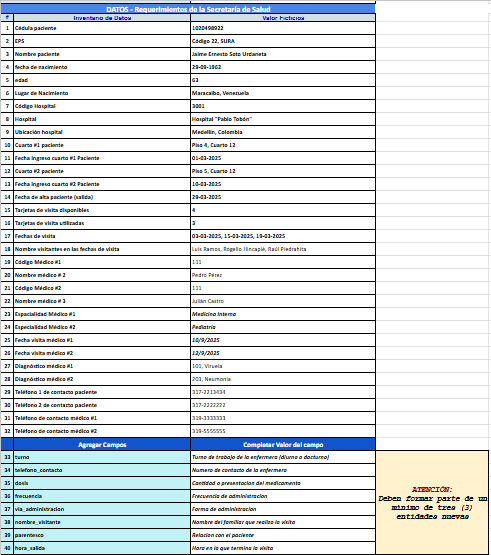 DATOS - Requerimientos de la Secretaría de Salud
# Inventario de Datos Valor Ficticios
1 Cédula paciente 1020498922
2 EPS Código 22, SURA
3 Nombre paciente Jaime Ernesto Soto Urdaneta
4 fecha de nacimiento 29-09-1962
5 edad 63
6 Lugar de Nacimiento Maracaibo, Venezuela
7 Código Hospital 3001
8 Hospital Hospital "Pablo Tobón"
9 Ubicación hospital Medellín, Colombia
10 Cuarto #1 paciente Piso 4, Cuarto 12
11 Fecha ingreso cuarto #1 Paciente 01-03-2025
12 Cuarto #2 paciente Piso 5, Cuarto 12
13 Fecha ingreso cuarto #2 Paciente 10-03-2025
14 Fecha de alta paciente (salida) 29-03-2025
15 Tarjetas de visita disponibles 4
16 Tarjetas de visita utilizadas 3
17 Fechas de visita 03-03-2025, 15-03-2025, 19-03-2025
18 Nombre visitantes en las fechas de visita Luis Ramos, Rogelio Hincapié, Raúl Piedrahita
19 Código Médico #1 111
20 Nombre médico # 2 Pedro Pérez
21 Código Médico #2 111
22 Nombre médico # 3 Julián Castro
23 Espacialidad Médico #1 Medicina Interna
24 Especialidad Médico #2 Pediatría
25 Fecha visita médico #1 10/9/2025
26 Fecha visita médico #2 12/9/2025
27 Diagnóstico médico #1 101, Viruela
28 Diagnóstico médico #2 203, Neumonía
29 Teléfono 1 de contacto paciente 317-2213434
30 Teléfono 2 de contacto paciente 317-2222222
31 Teléfono de contacto médico #1 319-3333333
32 Teléfono de contacto médico #2 319-5555555
Agregar Campos Completar Valor del campo
33 turno Turno de trabajo de la enfermera (diurno o nocturno)
34 telefono_contacto Numero de contacto de la enfermera
35 dosis Cantidad o presentacion del medicamento
36 frecuencia Frecuencia de administracion
37 via_administracion Forma de administracion
38 nombre_visitante Nombre del familiar que realiza la visita
39 parentesco Relacion con el paciente
40 hora_salida Hora en la que termina la visita
ATENCIÓN:
Deben formar parte de un
mínimo de tres (3)
entidades nuevas